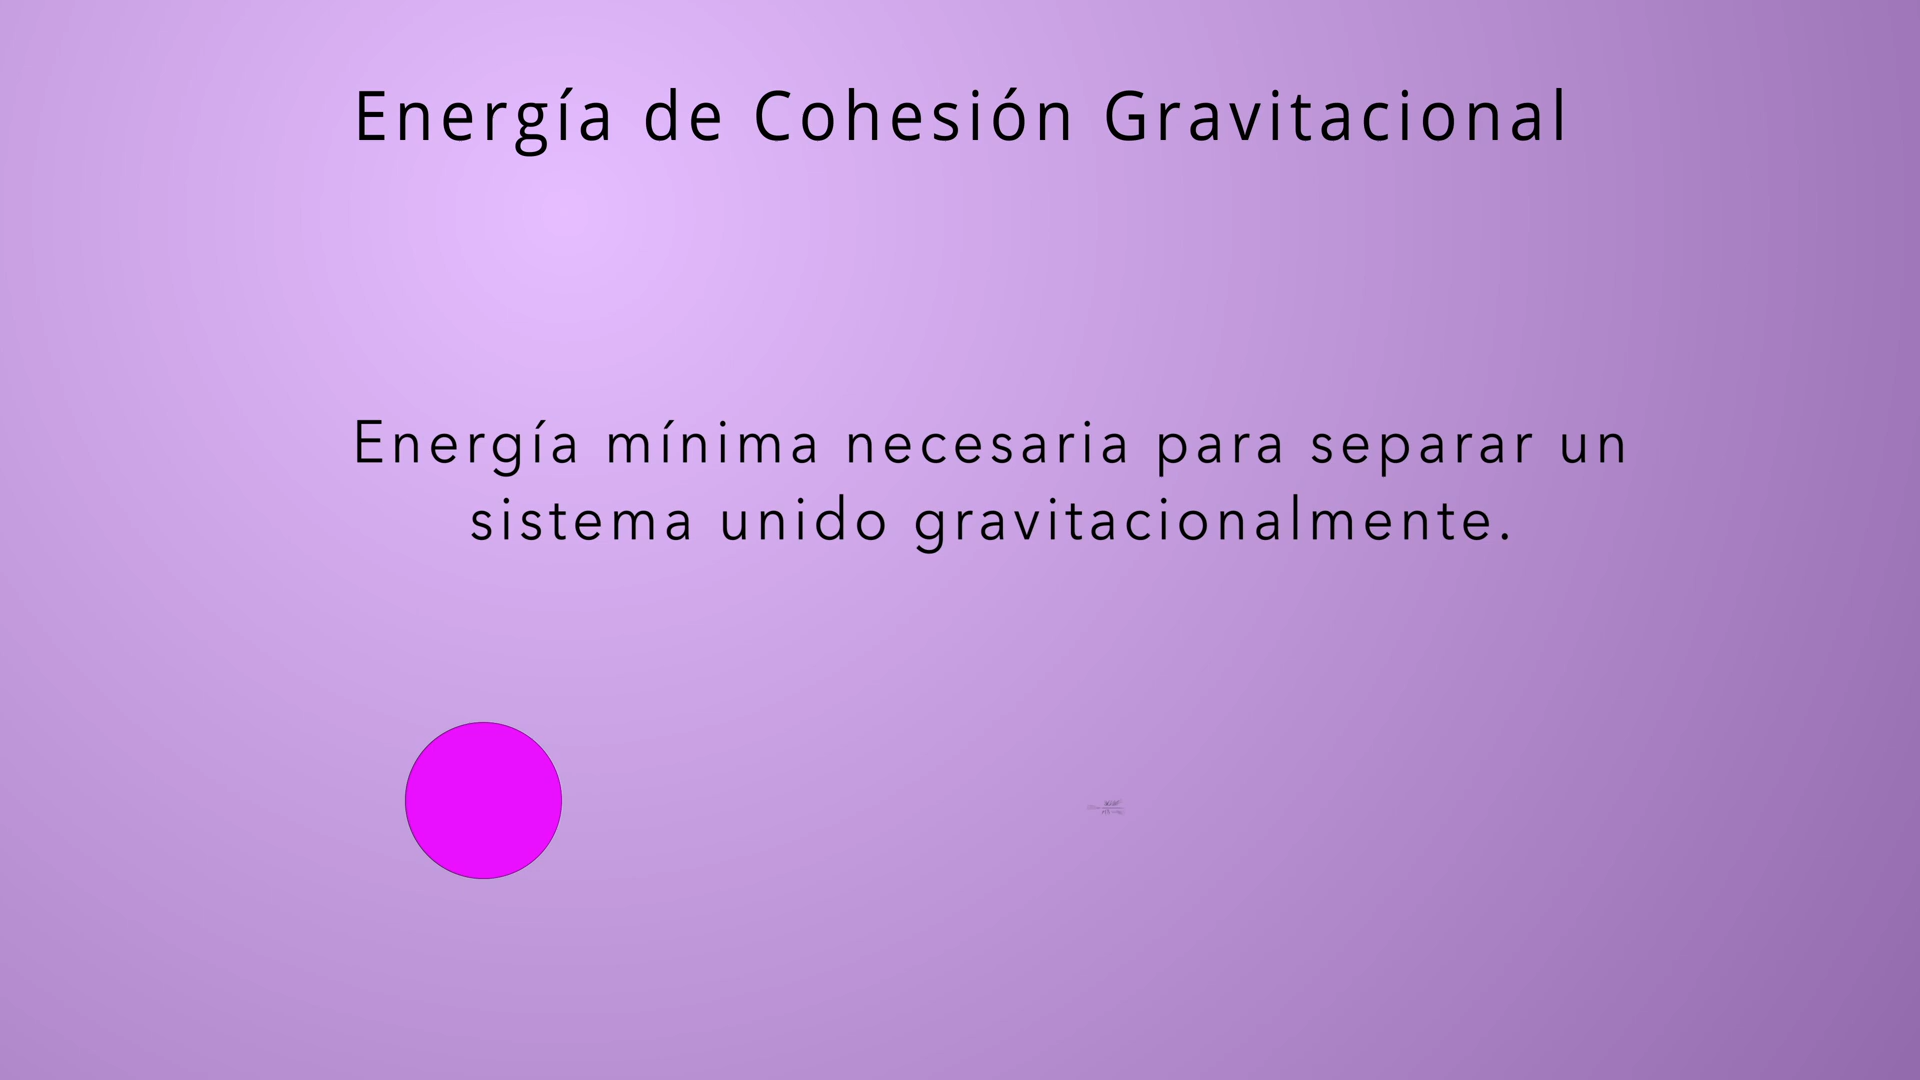 Energía de Cohesión Gravitacional
Energía mínima necesaria para separar un
sistema unido gravitacionalmente.